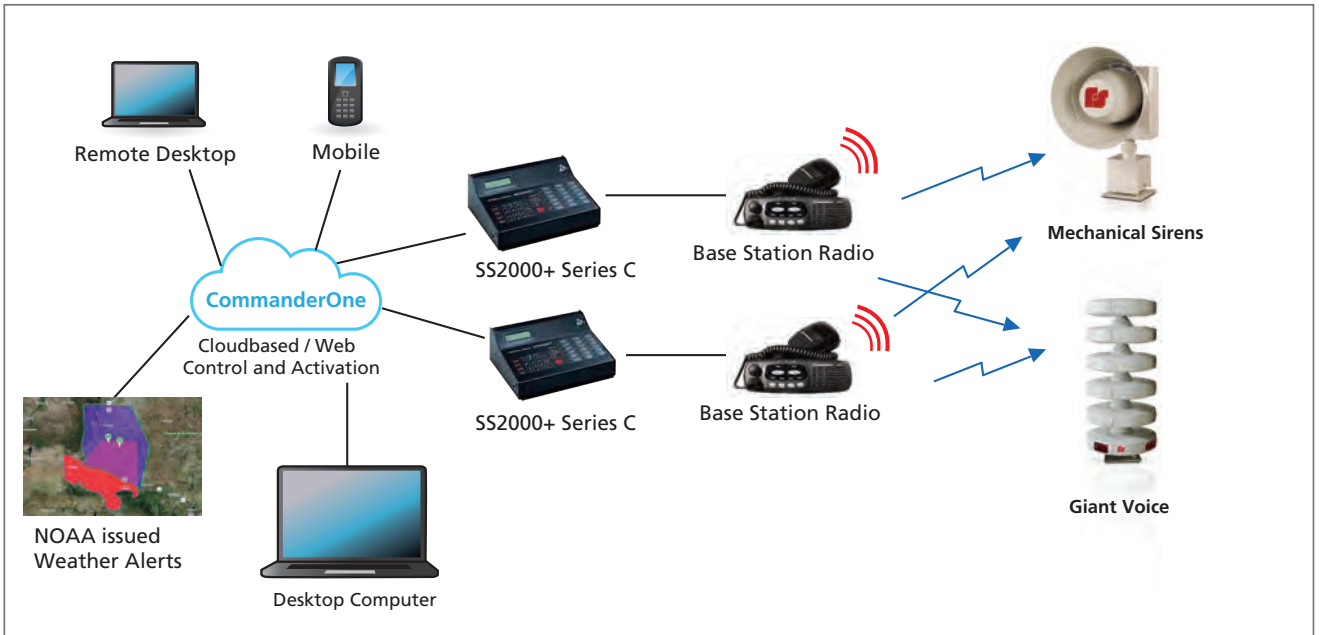 Remote Desktop
Mobile
SS2000+ Series C
Base Station Radio
Mechanical Sirens
CommanderOne
Cloudbased / Web
Control and Activation
SS2000+ Series C
Base Station Radio
NOAA issued
Weather Alerts
Desktop Computer
Giant Voice